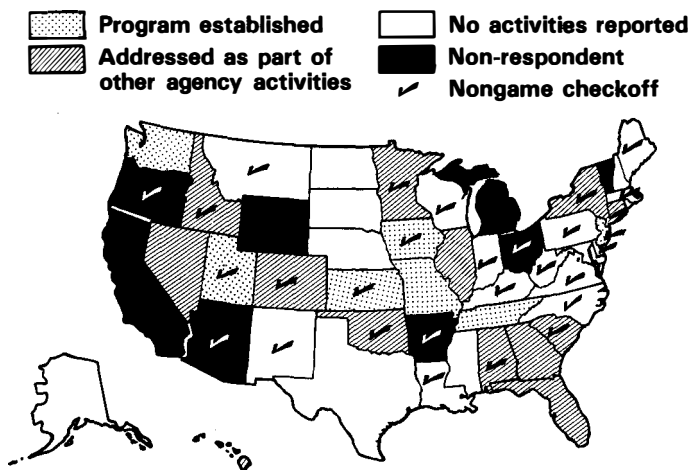 Program established
Addressed as part of
other agency activities
No activities reported
Non-respondent
Nongame checkoff